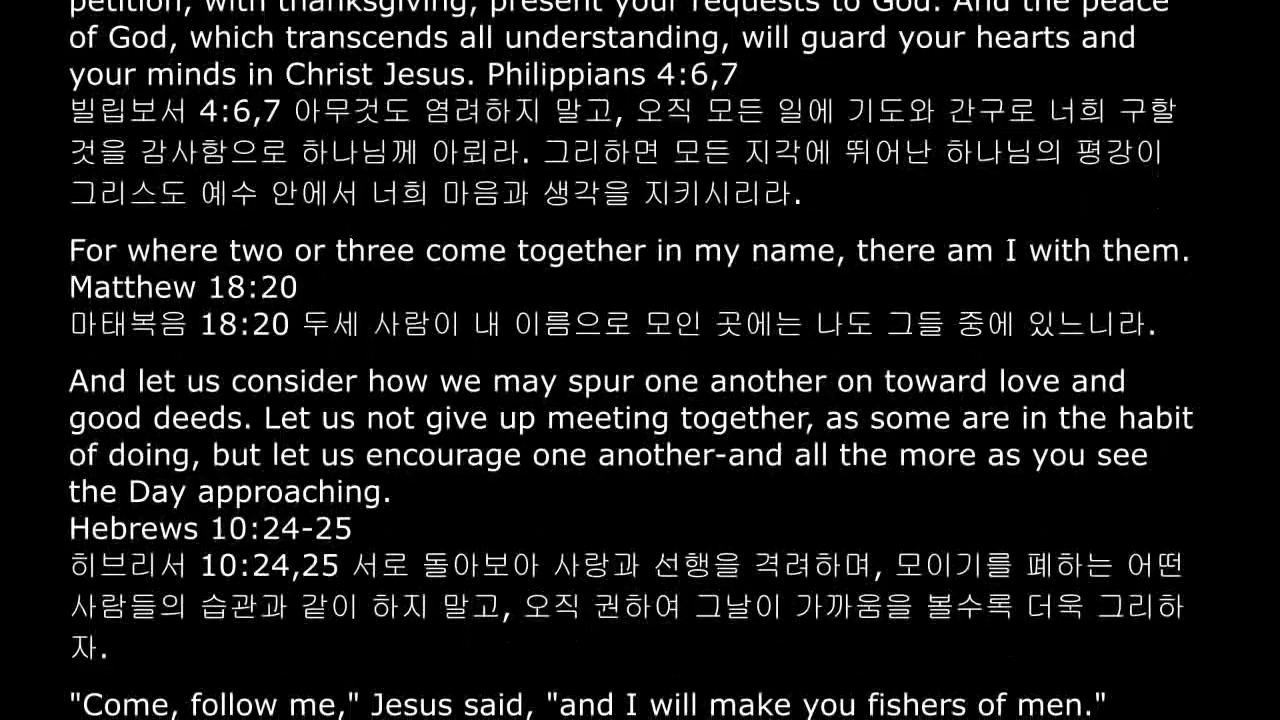 petition, with thanksgiving, present your requests to God. And the peace
of God, which transcends all understanding, will guard your hearts and
your minds in Christ Jesus. Philippians 4:6,7
빌립보서 4:6,7 아무것도 염려하지 말고, 오직 모든 일에 기도와 간구로 너희 구할
것을 감사함으로 하나님께 아뢰라. 그리하면 모든 지각에 뛰어난 하나님의 평강이
그리스도 예수 안에서 너희 마음과 생각을 지키시리라.
For where two or three come together in my name, there am I with them.
Matthew 18:20
마태복음 18:20 두세 사람이 내 이름으로 모인 곳에는 나도 그들 중에 있느니라.
And let us consider how we may spur one another on toward love and
good deeds. Let us not give up meeting together, as some are in the habit
of doing, but let us encourage one another-and all the more as you see
the Day approaching.
Hebrews 10:24-25
히브리서 10:24,25 서로 돌아보아 사랑과 선행을 격려하며, 모이기를 폐하는 어떤
사람들의 습관과 같이 하지 말고, 오직 권하여 그날이 가까움을 볼수록 더욱 그리하
자.
"Come, follow me," Jesus said, "and I will make you fishers of men."